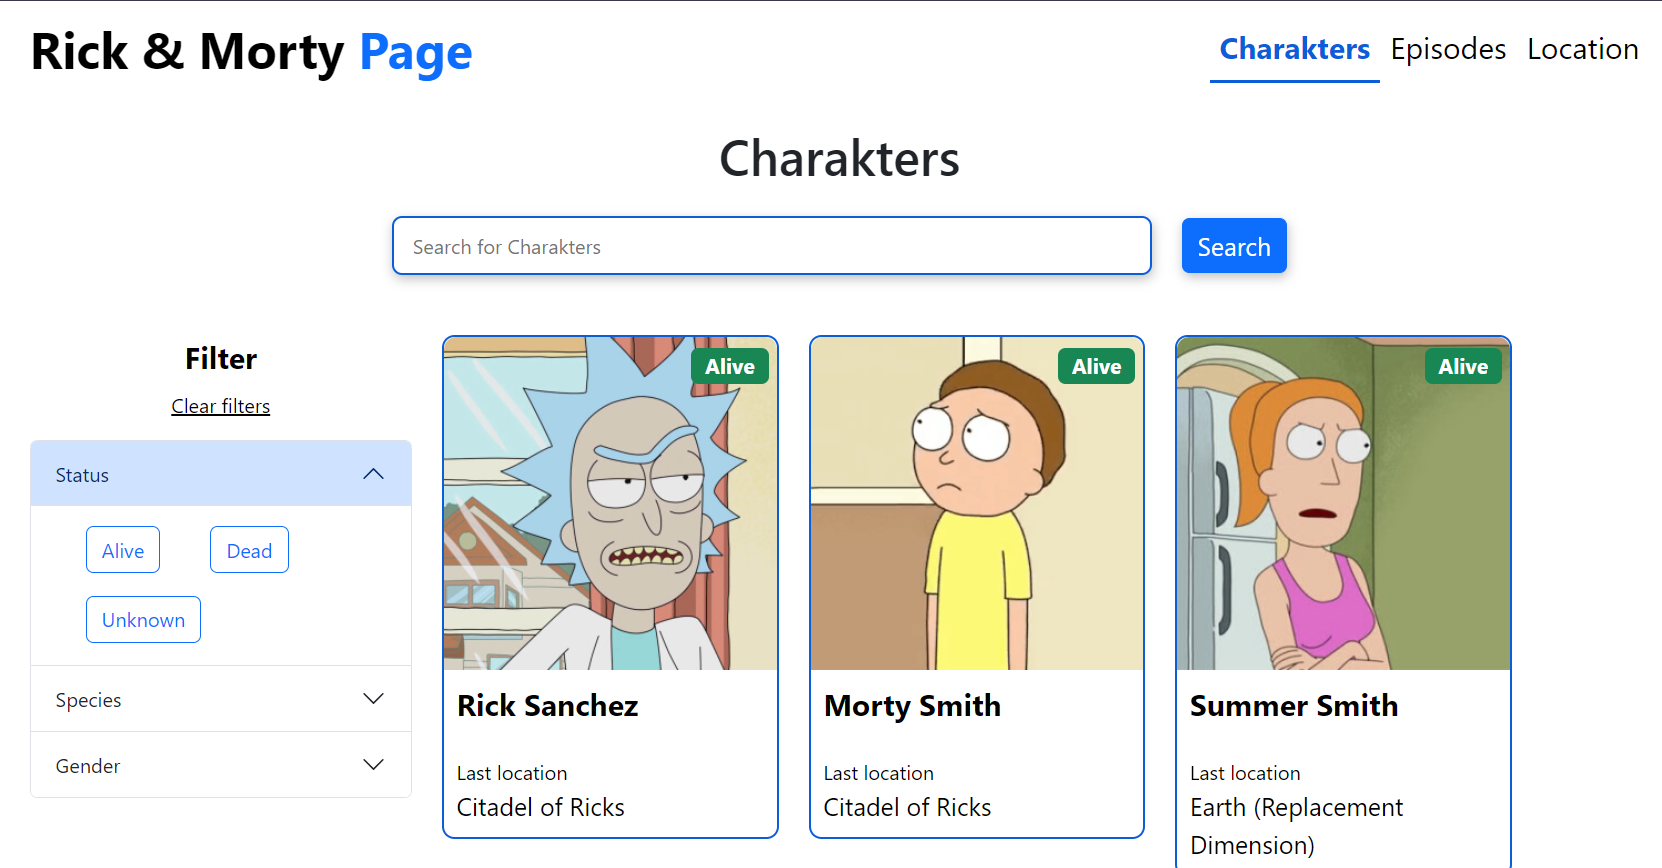 Rick & Morty Page
Charakters Episodes Location
Charakters
Search for Charakters
Search
Filter
Clear filters
Status
Alive Dead
Unknown
Species
Gender
Alive
Rick Sanchez
Last location
Citadel of Ricks
Alive
Morty Smith
Last location
Citadel of Ricks
Alive
Summer Smith
Last location
Earth (Replacement
Dimension)